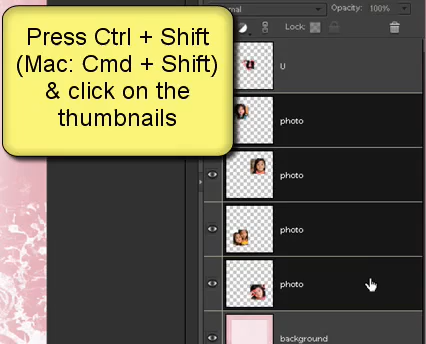 Opacity: 100%
Lock:
Press Ctrl + Shift
(Mac: Cmd + Shift)
& click on the
thumbnails
U
photo
photo
photo
photo
background